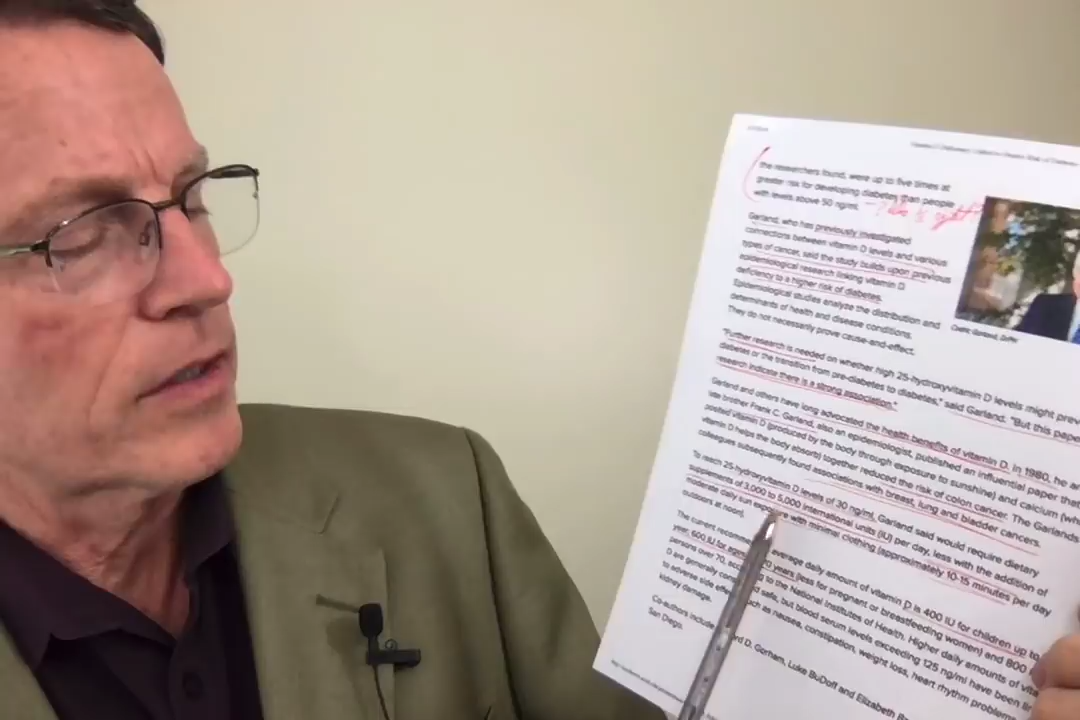 the researchers found, were up to five times at
greater risk for developing diabetes than people
with levels above 50 ng/ml.
Garland, who has previously investigated
connections between vitamin D levels and various
types of cancer, said the study builds upon previous
epidemiological research linking vitamin D
deficiency to a higher risk of diabetes.
Epidemiological studies analyze the distribution and
determinants of health and disease conditions.
They do not necessarily prove cause-and-effect.
Credit: Garland,
"Further research is needed on whether high 25-hydroxyvitamin D levels might prev
diabetes or the transition from pre-diabetes to diabetes," said Garland. "But this pape
research indicate there is a strong association."
Garland and others have long advocated the health benefits of vitamin D. In 1980, he an
late brother Frank C. Garland, also an epidemiologist, published an influential paper tha
posited vitamin D (produced by the body through exposure to sunshine) and calcium (wh
vitamin D helps the body absorb) together reduced the risk of colon cancer. The Garlands
colleagues subsequently found associations with breast, lung and bladder cancers.
To reach 25-hydroxyvitamin D levels of 30 ng/ml, Garland said would require dietary
supplements of 3,000 to 5,000 international units (IU) per day, less with the addition of
moderate daily sun exposure with minimal clothing (approximately 10-15 minutes per day
outdoors at noon).
The current recomme average daily amount of vitamin D is 400 IU for children up to
year; 600 IU for ages 70 years (less for pregnant or breastfeeding women) and 800
persons over 70, acc to the National Institutes of Health. Higher daily amounts of vita
D are generally cons d safe, but blood serum levels exceeding 125 ng/ml have been lin
to adverse side effe uch as nausea, constipation, weight loss, heart rhythm problem
kidney damage.
Co-authors include ard D. Gorham, Luke BuDoff and Elizabeth
San Diego.